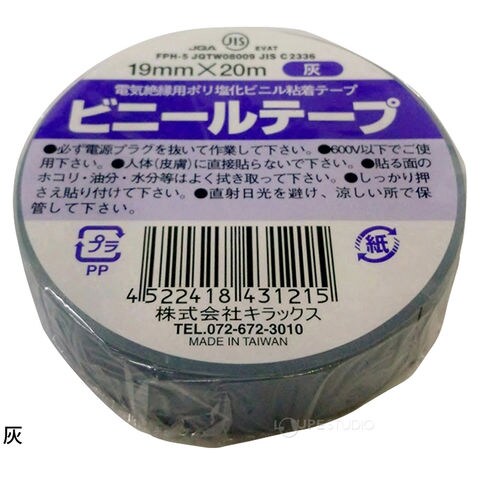 JQA JIS EVAT
FPH-5 JQTW08009 JIS C 2336
19mm×20m 灰
電気絶縁用ポリ塩化ビニル粘着テープ
ビニールテープ
●必ず電源プラグを抜いて作業して下さい。●600V以下でご使
用下さい。●人体(皮膚)に直接貼らないで下さい。●貼る面の
ホコリ・油分・水分等はよく拭き取って下さい。●しっかり押
さえ貼り付けて下さい。●直射日光を避け、涼しい所で保
管して下さい。
プラ
PP
紙
4522418431215
株式会社キラックス
TEL.072-672-3010
MADE IN TAIWAN
灰
LOUPE STUDIO